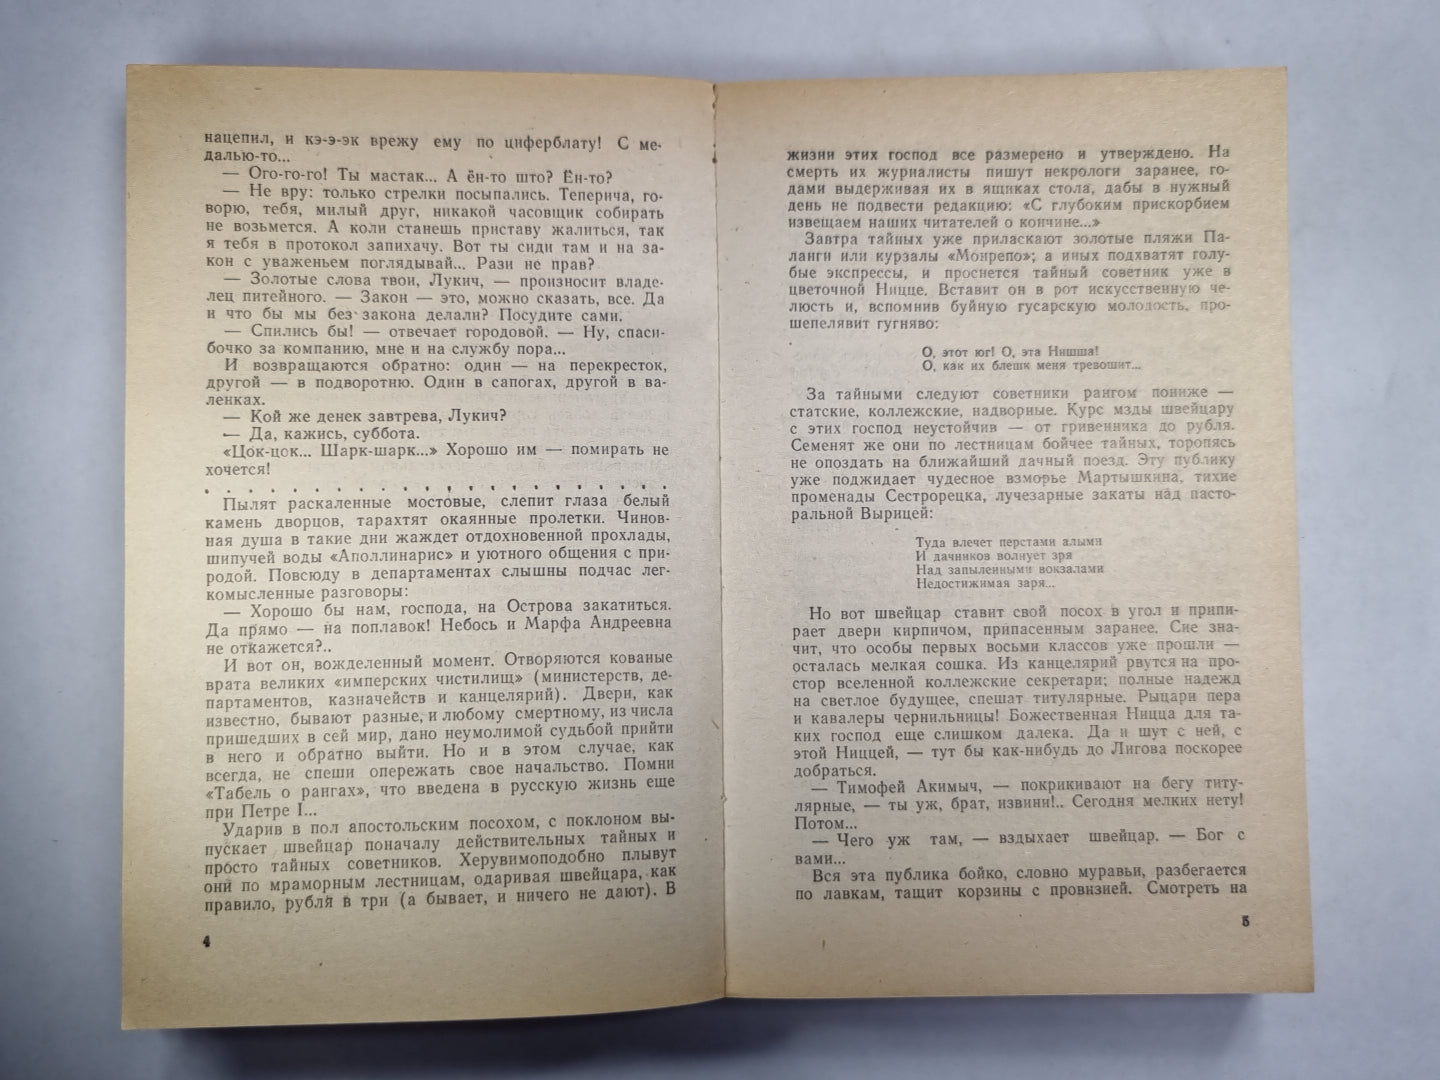 нацепил, и кэ-э-эк врежу ему по циферблату! С ме-
далью-то...
— Ого-го-го! Ты мастак... А ён-то што? Ён-то?
— Не вру: только стрелки посыпались. Теперича, го-
ворю, тебя, милый друг, никакой часовщик собирать
не возьмется. А коли станешь приставу жалиться, так
я тебя в протокол запихачу. Вот ты сиди там и на за-
кон с уваженьем поглядывай... Рази не прав?
— Золотые слова твои, Лукич, — произносит владе-
лец питейного. — Закон — это, можно сказать, все. Да
и что бы мы без закона делали? Посудите сами.
— Спились бы! — отвечает городовой. — Ну, спаси-
бочко за компанию, мне и на службу пора...
И возвращаются обратно: один — на перекресток,
другой — в подворотню. Один в сапогах, другой в ва-
ленках.
— Кой же денек завтрева, Лукич?
— Да, кажись, суббота.
«Цок-цок... Шарк-шарк...» Хорошо им — помирать не
хочется!
. . . . . . . . . . . . . . . . . .
Пылят раскаленные мостовые, слепит глаза белый
камень дворцов, тарахтят окаянные пролетки. Чинов-
ная душа в такие дни жаждет отдохновенной прохлады,
шипучей воды «Аполлинарис» и уютного общения с при-
родой. Повсюду в департаментах слышны подчас лег-
комысленные разговоры:
— Хорошо бы нам, господа, на Острова закатиться.
Да прямо — на поплавок! Небось и Марфа Андреевна
не откажется?..
И вот он, вожделенный момент. Отворяются кованые
врата великих «имперских чистилищ» (министерств, де-
партаментов, казначейств и канцелярий). Двери, как
известно, бывают разные, и любому смертному, из числа
пришедших в сей мир, дано неумолимой судьбой прийти
в него и обратно выйти. Но и в этом случае, как
всегда, не спеши опережать свое начальство. Помни
«Табель о рангах», что введена в русскую жизнь еще
при Петре I...
Ударив в пол апостольским посохом, с поклоном вы-
пускает швейцар поначалу действительных тайных и
просто тайных советников. Херувимоподобно плывут
они по мраморным лестницам, одаривая швейцара, как
правило, рубля в три (а бывает, и ничего не дают). В
4
жизни этих господ все размерено и утверждено. На
смерть их журналисты пишут некрологи заранее, го-
дами выдерживая их в ящиках стола, дабы в нужный
день не подвести редакцию: «С глубоким прискорбием
извещаем наших читателей о кончине...»
Завтра тайных уже приласкают золотые пляжи Па-
ланги или курзалы «Монрепо»; а иных подхватят голу-
бые экспрессы, и проснется тайный советник уже в
цветочной Ницце. Вставит он в рот искусственную че-
люсть и, вспомнив буйную гусарскую молодость, про-
шепелявит гугняво:
О, этот юг! О, эта Нишша!
О, как их блешк меня тревошит...
За тайными следуют советники рангом пониже —
статские, коллежские, надворные. Курс мзды швейцару
с этих господ неустойчив — от гривенника до рубля.
Семенят же они по лестницам бойчее тайных, торопясь
не опоздать на ближайший дачный поезд. Эту публику
уже поджидает чудесное взморье Мартышкина, тихие
променады Сестрорецка, лучезарные закаты над пасто-
ральной Вырицей:
Туда влечет перстами алыми
И дачников волнует зря
Над запыленными вокзалами
Недостижимая заря...
Но вот швейцар ставит свой посох в угол и припи-
рает двери кирпичом, припасенным заранее. Сие зна-
чит, что особы первых восьми классов уже прошли —
осталась мелкая сошка. Из канцелярий рвутся на про-
стор вселенной коллежские секретари; полные надежд
на светлое будущее, спешат титулярные. Рыцари пера
и кавалеры чернильницы! Божественная Ницца для та-
ких господ еще слишком далека. Да и шут с ней, с
этой Ниццей, — тут бы как-нибудь до Лигова поскорее
добраться.
— Тимофей Акимыч, — покрикивают на бегу титу-
лярные, — ты уж, брат, извини!.. Сегодня мелких нету!
Потом...
— Чего уж там, — вздыхает швейцар. — Бог с
вами...
Вся эта публика бойко, словно муравьи, разбегается
по лавкам, тащит корзины с провизией. Смотреть на
5